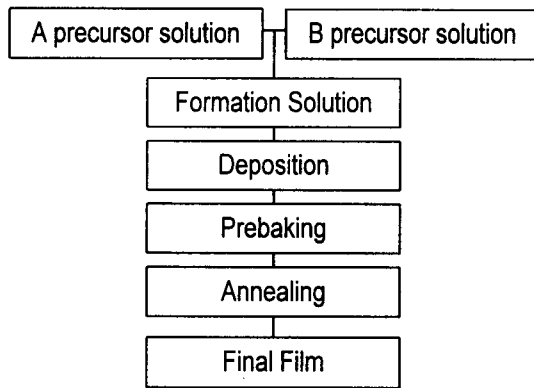 A precursor solution
B precursor solution
Formation Solution
Deposition
Prebaking
Annealing
Final Film